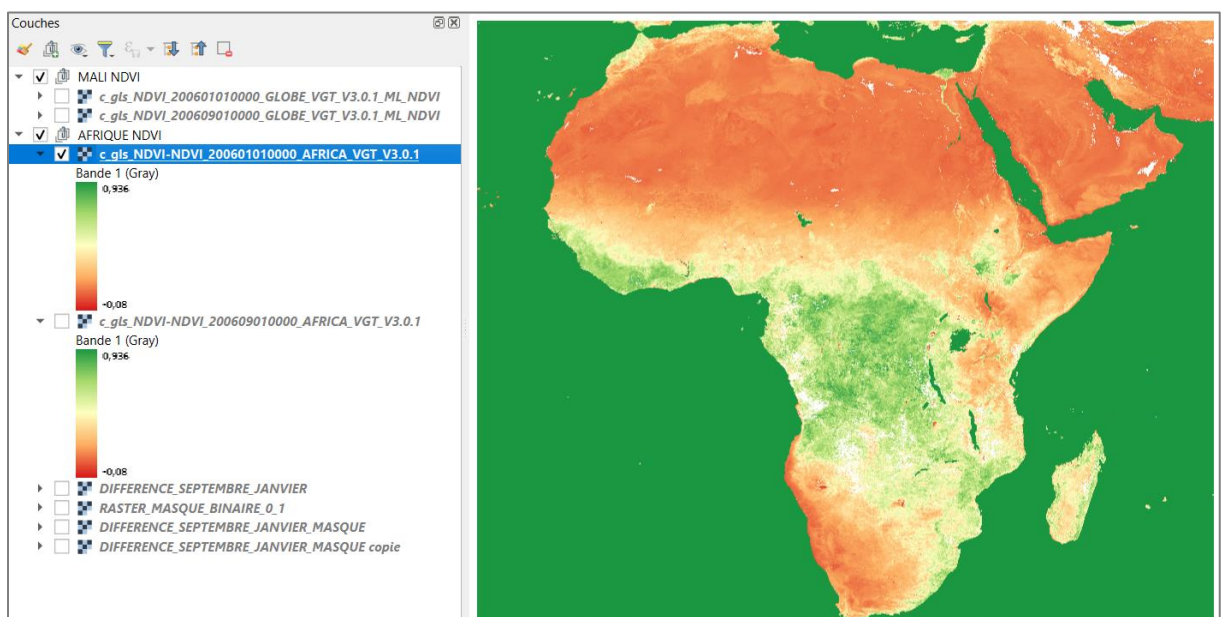 Couches
MALI NDVI
c_gls_NDVI_200601010000_GLOBE_VGT_V3.0.1_ML_NDVI
c_gls_NDVI_200609010000_GLOBE_VGT_V3.0.1_ML_NDVI
AFRIQUE NDVI
c_gls_NDVI-NDVI_200601010000_AFRICA_VGT_V3.0.1
Bande 1 (Gray)
0,936
-0,08
c_gls_NDVI-NDVI_200609010000_AFRICA_VGT_V3.0.1
Bande 1 (Gray)
0,936
-0,08
DIFFERENCE_SEPTEMBRE_JANVIER
RASTER_MASQUE_BINAIRE_0_1
DIFFERENCE_SEPTEMBRE_JANVIER_MASQUE
DIFFERENCE_SEPTEMBRE_JANVIER_MASQUE copie